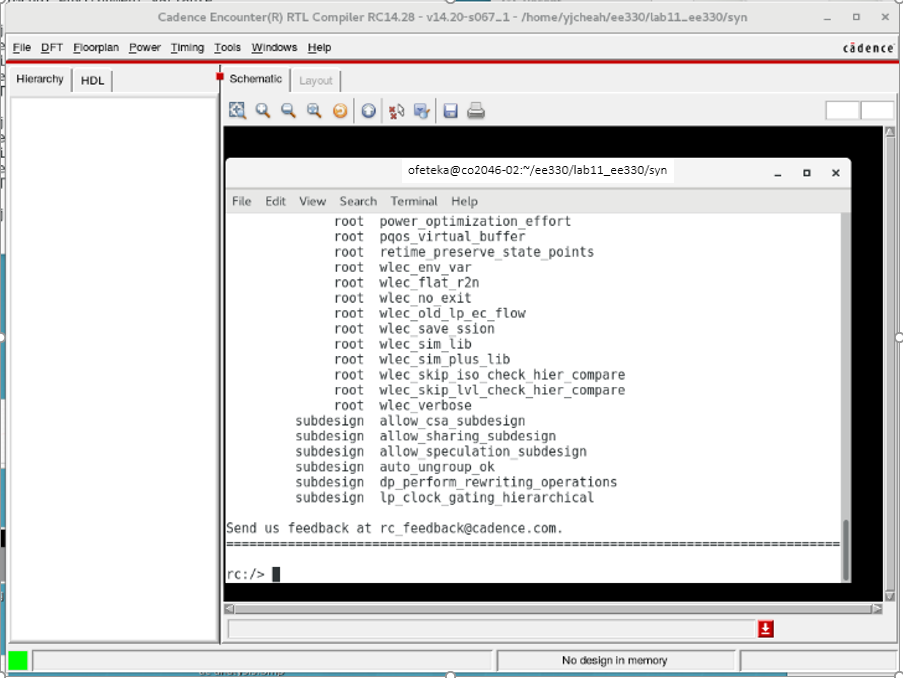 Cadence Encounter(R) RTL Compiler RC14.28 - v14.20-s067_1 - /home/yjcheah/ee330/lab11_ee330/syn
File DFT Floorplan Power Timing Tools Windows Help
cādence
Hierarchy HDL
Schematic Layout
ofeteka@co2046-02:~/ee330/lab11_ee330/syn
File Edit View Search Terminal Help
root power_optimization_effort
root pqos_virtual_buffer
root retime_preserve_state_points
root wlec_env_var
root wlec_flat_r2n
root wlec_no_exit
root wlec_old_lp_ec_flow
root wlec_save_ssion
root wlec_sim_lib
root wlec_sim_plus_lib
root wlec_skip_iso_check_hier_compare
root wlec_skip_lvl_check_hier_compare
root wlec_verbose
subdesign allow_csa_subdesign
subdesign allow_sharing_subdesign
subdesign allow_speculation_subdesign
subdesign auto_ungroup_ok
subdesign dp_perform_rewriting_operations
subdesign lp_clock_gating_hierarchical
Send us feedback at rc_feedback@cadence.com.
================================================================================
rc:/>
No design in memory